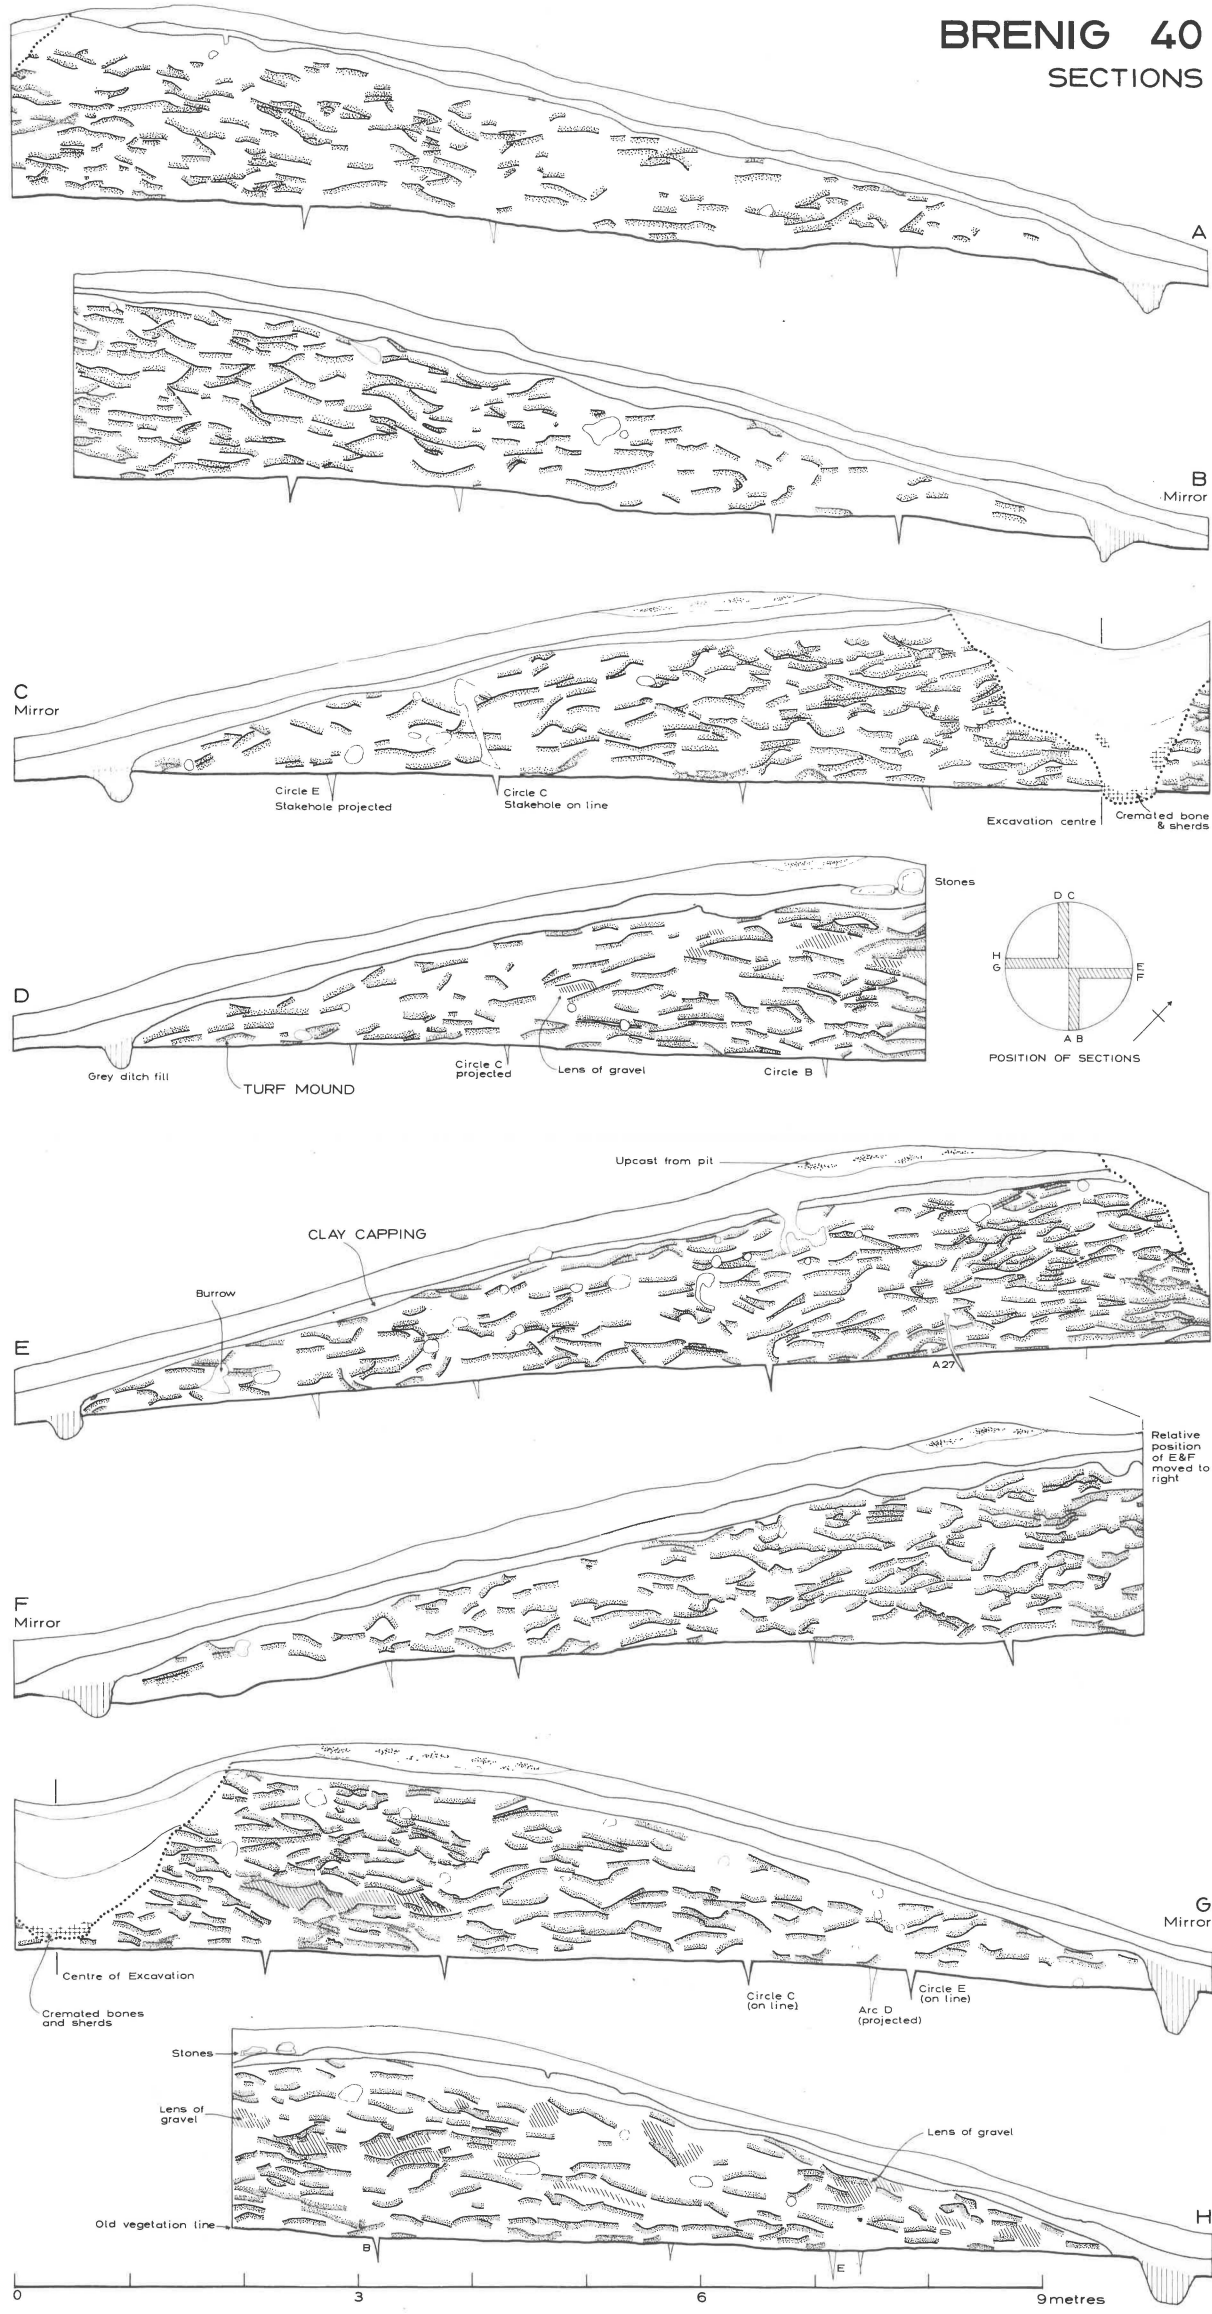 BRENIG 40
SECTIONS
A
B
Mirror
C
Mirror
Circle E
Stakehole projected
Circle C
Stakehole on line
Excavation centre
Cremated bone
& sherds
Stones
D
Grey ditch fill
TURF MOUND
Circle C
projected
Lens of gravel
Circle B
D C
H
G
E
F
A B
POSITION OF SECTIONS
Upcast from pit
CLAY CAPPING
Burrow
E
A27
Relative
position
of E&F
moved to
right
F
Mirror
G
Mirror
Centre of Excavation
Cremated bones
and sherds
Circle C
(on line)
Arc D
(projected)
Circle E
(on line)
Stones
Lens of
gravel
Lens of gravel
H
Old vegetation line
B
E
0 3 6 9 metres